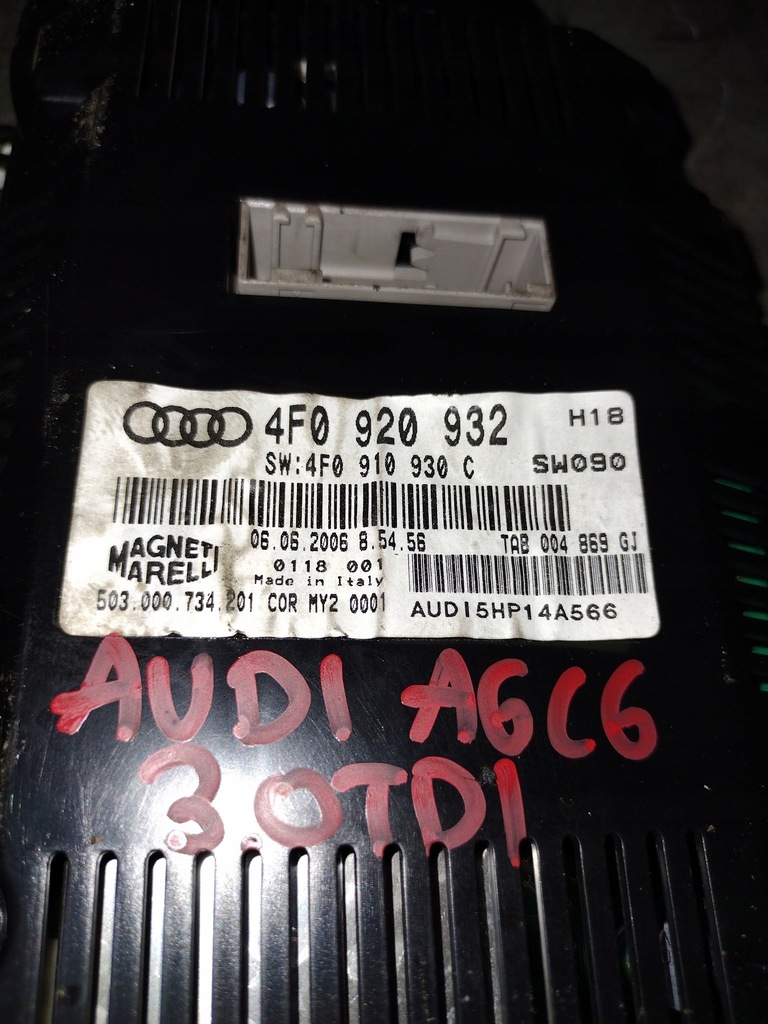 4F0 920 932 H18
SW:4F0 910 930 C SW090
06.06.2006 8.54.56 TAB 004 869 GJ
MAGNETI
MARELLI
0118 001
Made in Italy
503.000.734.201 COR MY2 0001
AUDI5HP14A566
AUDI A6C6
3.0TDI